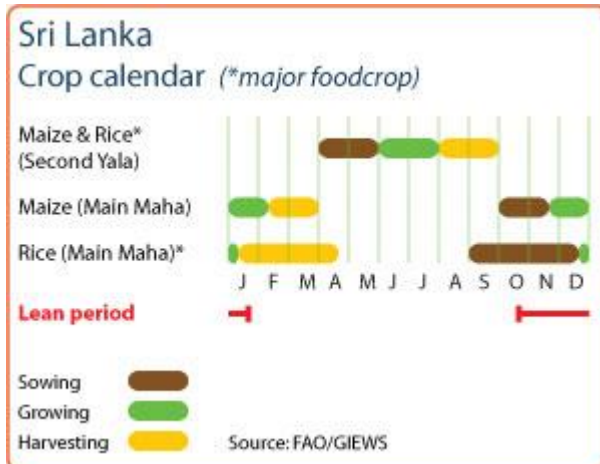 Sri Lanka
Crop calendar (*major foodcrop)
Maize & Rice*
(Second Yala)
Maize (Main Maha)
Rice (Main Maha)*
J F M A M J J A S O N D
Lean period
Sowing
Growing
Harvesting Source: FAO/GIEWS